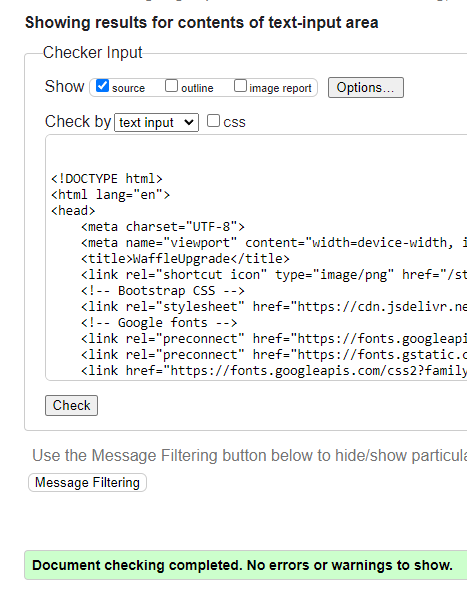 Showing results for contents of text-input area
Checker Input
Show source outline image report Options...
Check by text input css
<!DOCTYPE html>
<html lang="en">
<head>
<meta charset="UTF-8">
<meta name="viewport" content="width=device-width, i
<title>WaffleUpgrade</title>
<link rel="shortcut icon" type="image/png" href="/st
<!-- Bootstrap CSS -->
<link rel="stylesheet" href="https://cdn.jsdelivr.ne
<!-- Google fonts -->
<link rel="preconnect" href="https://fonts.googleapi
<link rel="preconnect" href="https://fonts.gstatic.c
<link href="https://fonts.googleapis.com/css2?family
Check
Use the Message Filtering button below to hide/show particula
Message Filtering
Document checking completed. No errors or warnings to show.